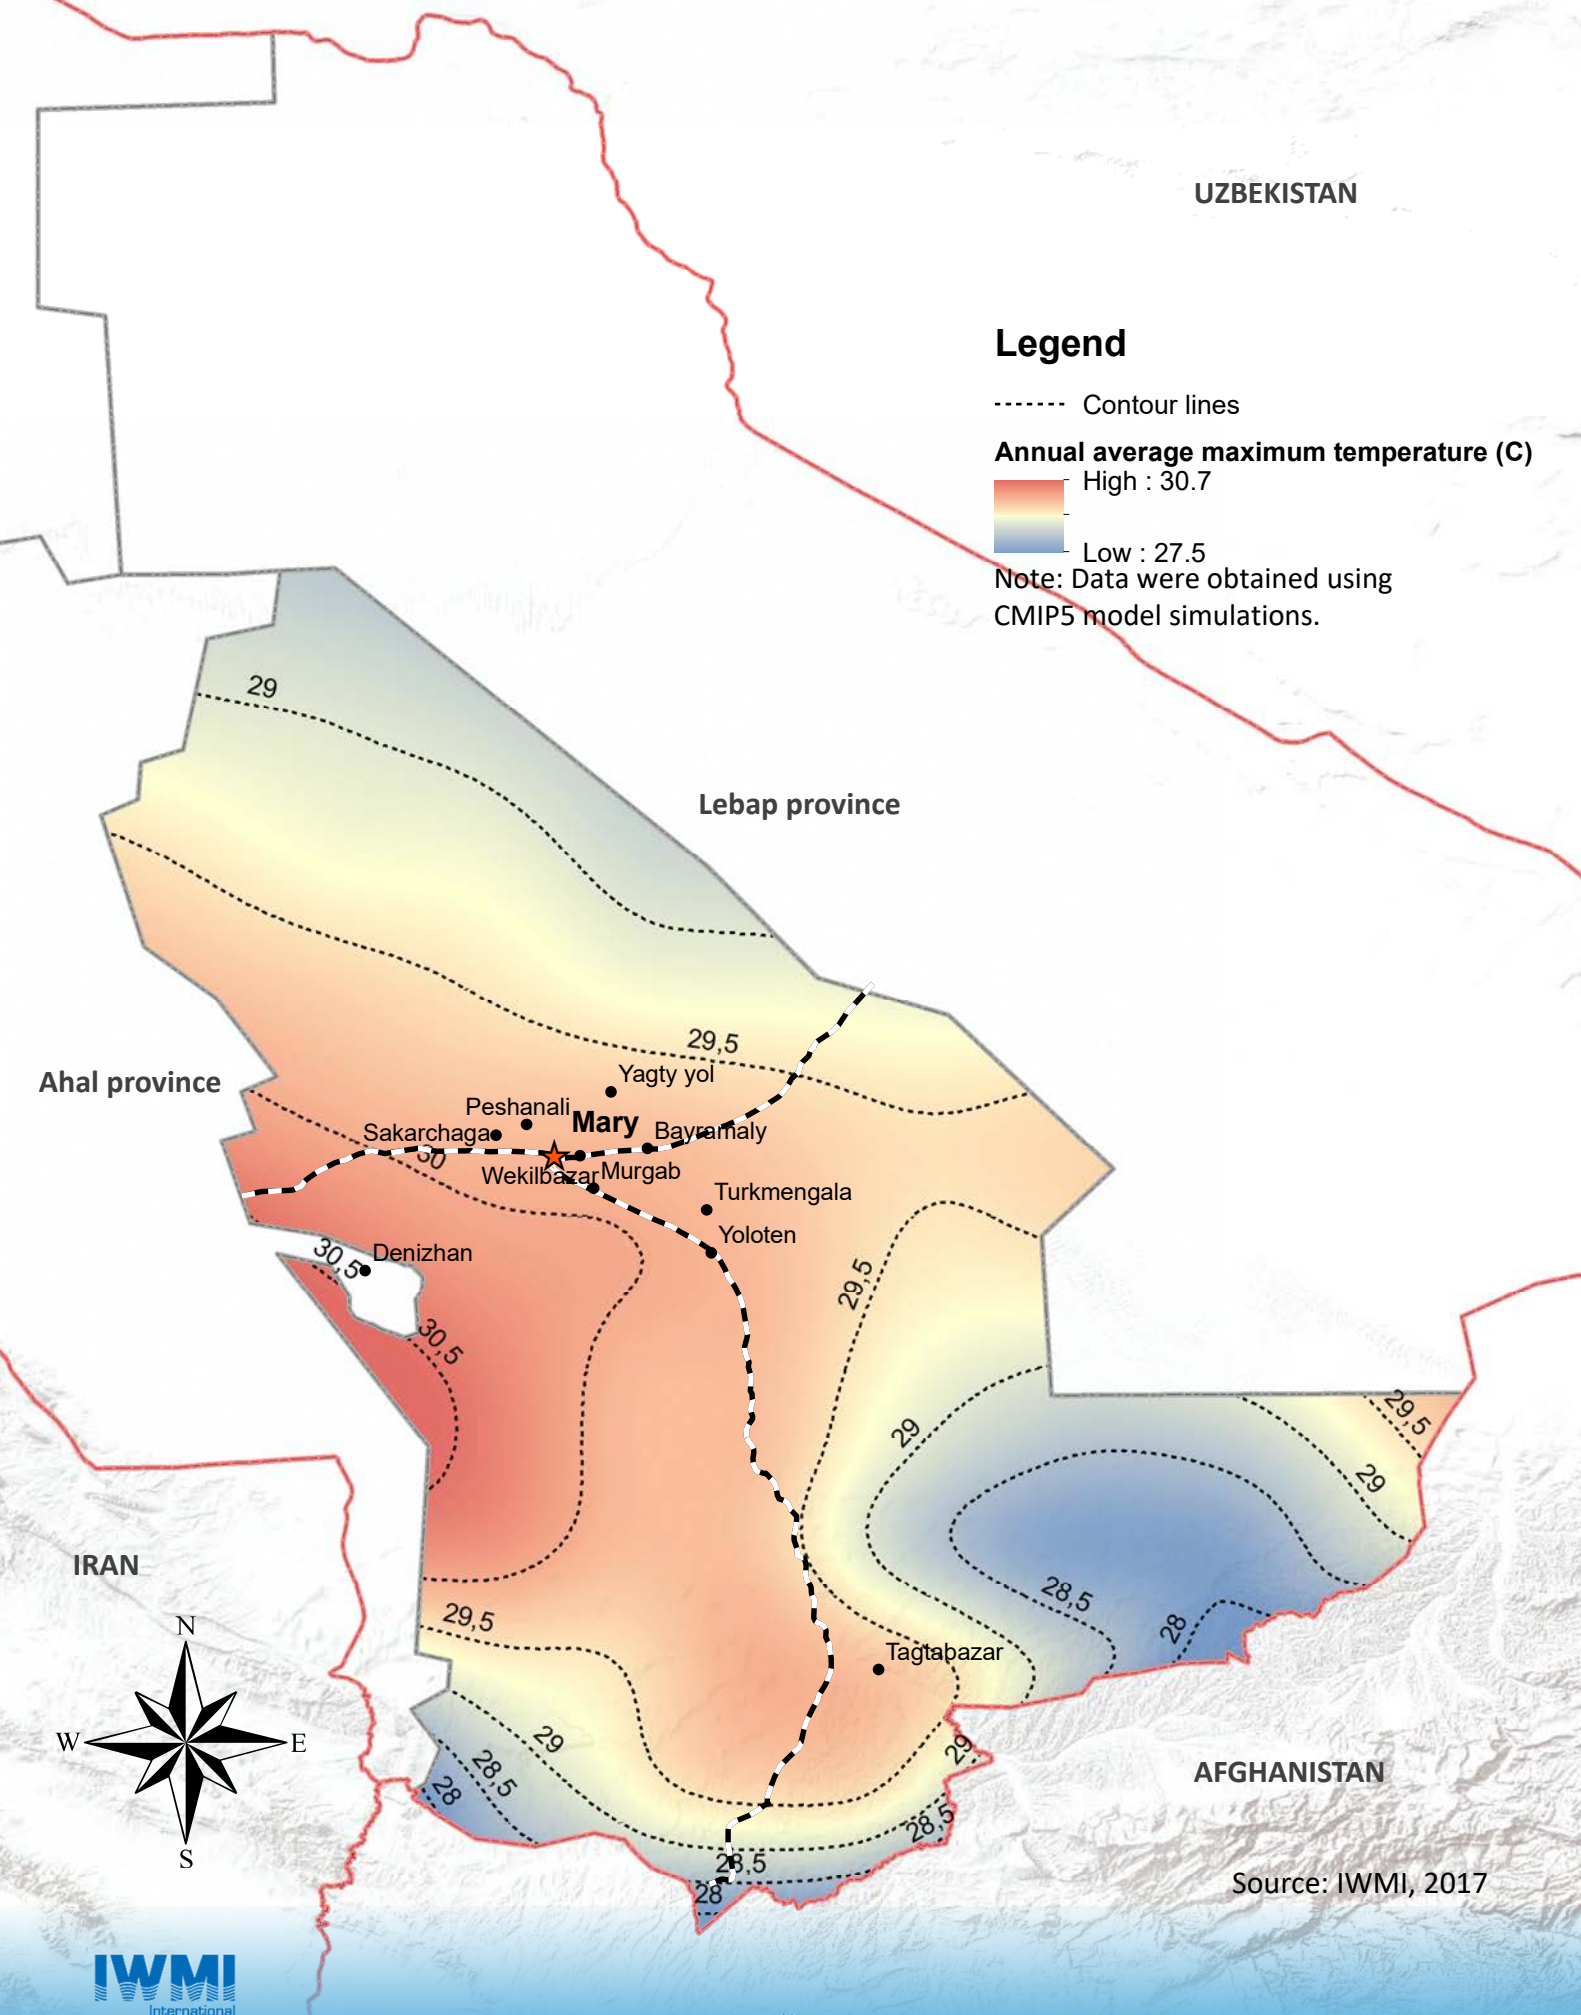 UZBEKISTAN
Legend
Contour lines
Annual average maximum temperature (C)
High : 30.7
Low : 27.5
Note: Data were obtained using
CMIP5 model simulations.
29
Lebap province
29,5
Yagty yol
Ahal province
Peshanali
Mary
Sakarchaga
Bayramaly
30
Wekilbazar
Murgab
Turkmengala
Yoloten
30,5
Denizhan
29,5
30,5
29,5
29
29
IRAN
28,5
29,5
28
N
Tagtabazar
W
E
29
29
28,5
28
AFGHANISTAN
28,5
S
28,5
28
Source: IWMI, 2017
IWMI
International